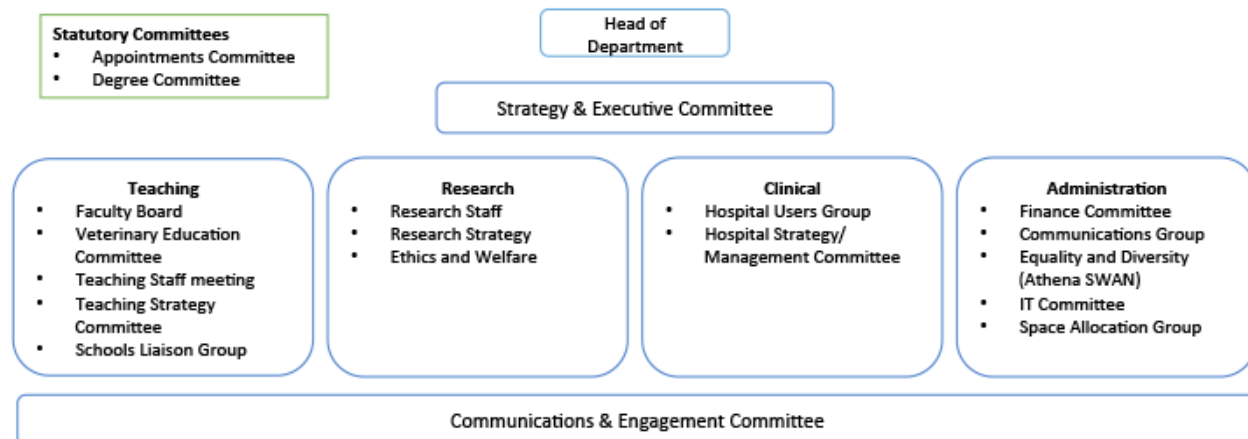 Statutory Committees
• Appointments Committee
• Degree Committee
Head of
Department
Strategy & Executive Committee
Teaching
• Faculty Board
• Veterinary Education
Committee
• Teaching Staff meeting
• Teaching Strategy
Committee
• Schools Liaison Group
Research
• Research Staff
• Research Strategy
• Ethics and Welfare
Clinical
• Hospital Users Group
• Hospital Strategy/
Management Committee
Administration
• Finance Committee
• Communications Group
• Equality and Diversity
(Athena SWAN)
• IT Committee
• Space Allocation Group
Communications & Engagement Committee